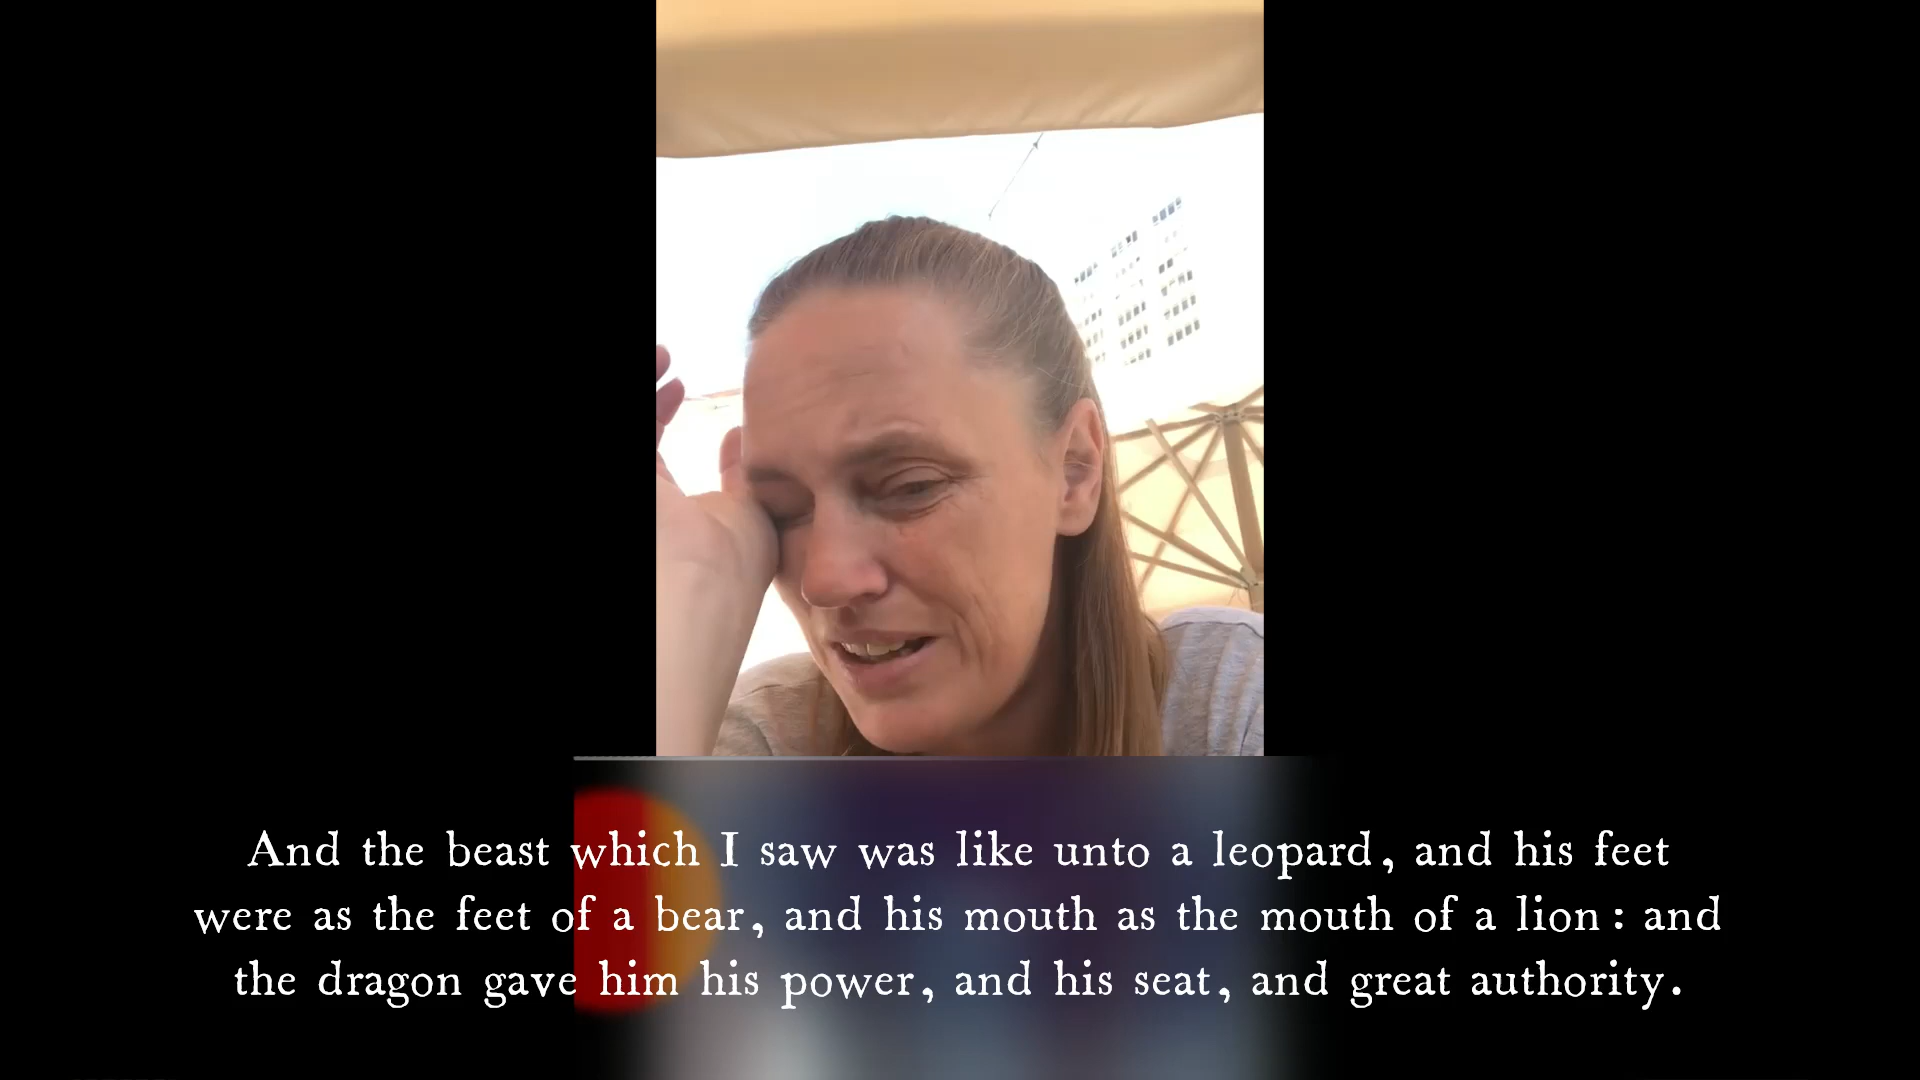 And the beast which I saw was like unto a leopard, and his feet
were as the feet of a bear, and his mouth as the mouth of a lion: and
the dragon gave him his power, and his seat, and great authority.